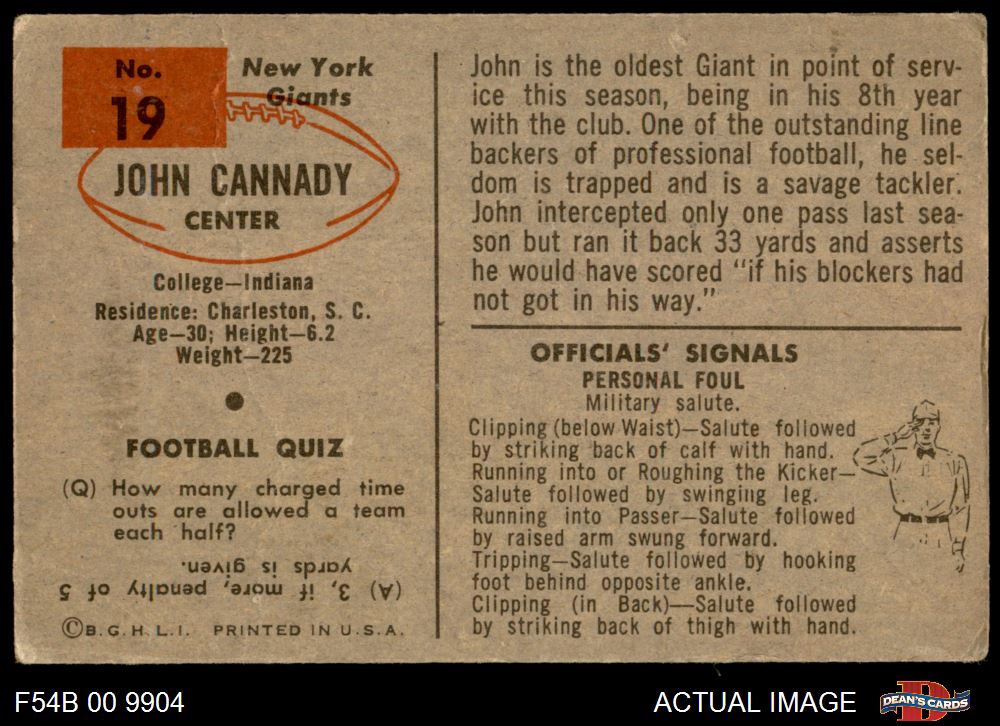 No.
19
New York
Giants
JOHN CANNADY
CENTER
College—Indiana
Residence: Charleston, S. C.
Age—30; Height—6.2
Weight—225
FOOTBALL QUIZ
(Q) How many charged time
outs are allowed a team
each half?
(A) 3, if more, penalty of 5
yards is given.
©B.G.H.L.I. PRINTED IN U.S.A.
John is the oldest Giant in point of serv-
ice this season, being in his 8th year
with the club. One of the outstanding line
backers of professional football, he sel-
dom is trapped and is a savage tackler.
John intercepted only one pass last sea-
son but ran it back 33 yards and asserts
he would have scored "if his blockers had
not got in his way."
OFFICIALS' SIGNALS
PERSONAL FOUL
Military salute.
Clipping (below Waist)—Salute followed
by striking back of calf with hand.
Running into or Roughing the Kicker—
Salute followed by swinging leg.
Running into Passer—Salute followed
by raised arm swung forward.
Tripping—Salute followed by hooking
foot behind opposite ankle.
Clipping (in Back)—Salute followed
by striking back of thigh with hand.
F54B 00 9904
ACTUAL IMAGE
DEAN'S CARDS